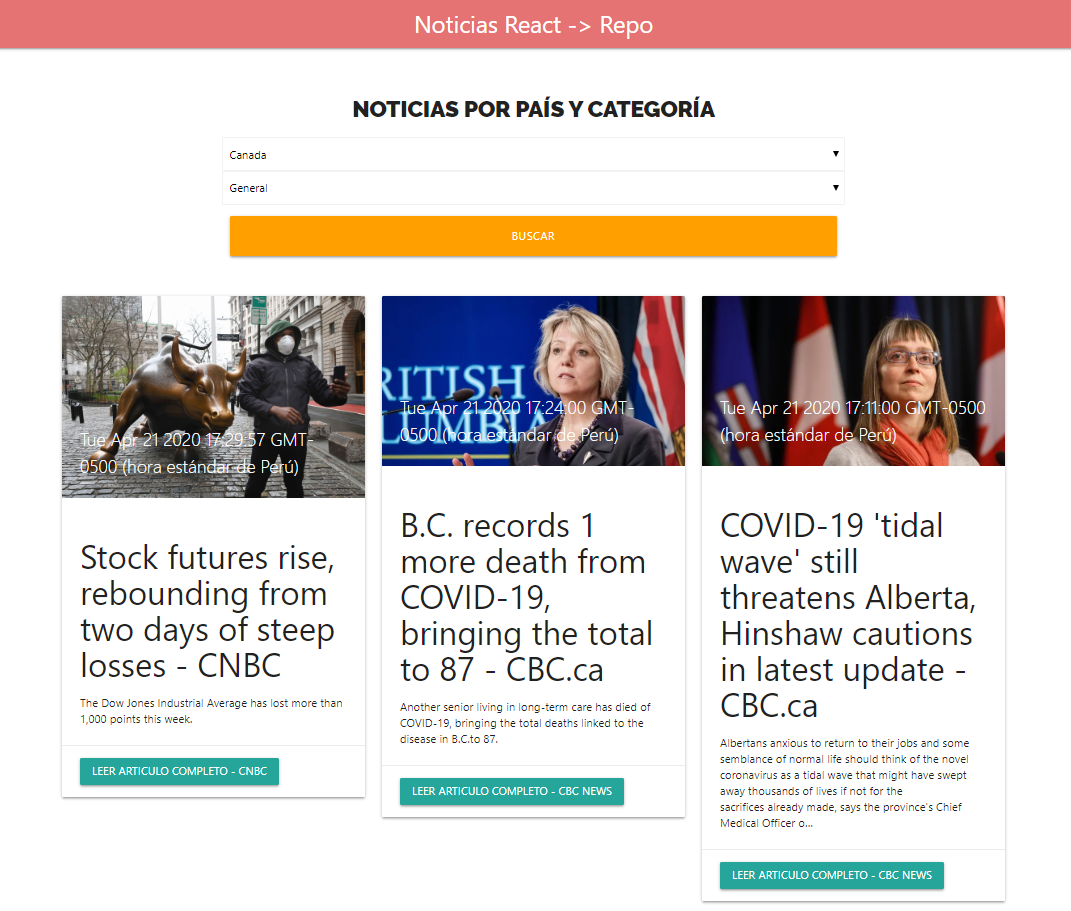 Noticias React -> Repo
NOTICIAS POR PAÍS Y CATEGORÍA
Canada
General
BUSCAR
Tue Apr 21 2020 17:29:57 GMT-
0500 (hora estándar de Perú)
Stock futures rise,
rebounding from
two days of steep
losses - CNBC
The Dow Jones Industrial Average has lost more than
1,000 points this week.
LEER ARTICULO COMPLETO - CNBC
RITISH
LUMBIA
Tue Apr 21 2020 17:24:00 GMT-
0500 (hora estándar de Perú)
B.C. records 1
more death from
COVID-19,
bringing the total
to 87 - CBC.ca
Another senior living in long-term care has died of
COVID-19, bringing the total deaths linked to the
disease in B.C.to 87.
LEER ARTICULO COMPLETO - CBC NEWS
Tue Apr 21 2020 17:11:00 GMT-0500
(hora estándar de Perú)
COVID-19 'tidal
wave' still
threatens Alberta,
Hinshaw cautions
in latest update -
CBC.ca
Albertans anxious to return to their jobs and some
semblance of normal life should think of the novel
coronavirus as a tidal wave that might have swept
away thousands of lives if not for the
sacrifices already made, says the province's Chief
Medical Officer o...
LEER ARTICULO COMPLETO - CBC NEWS